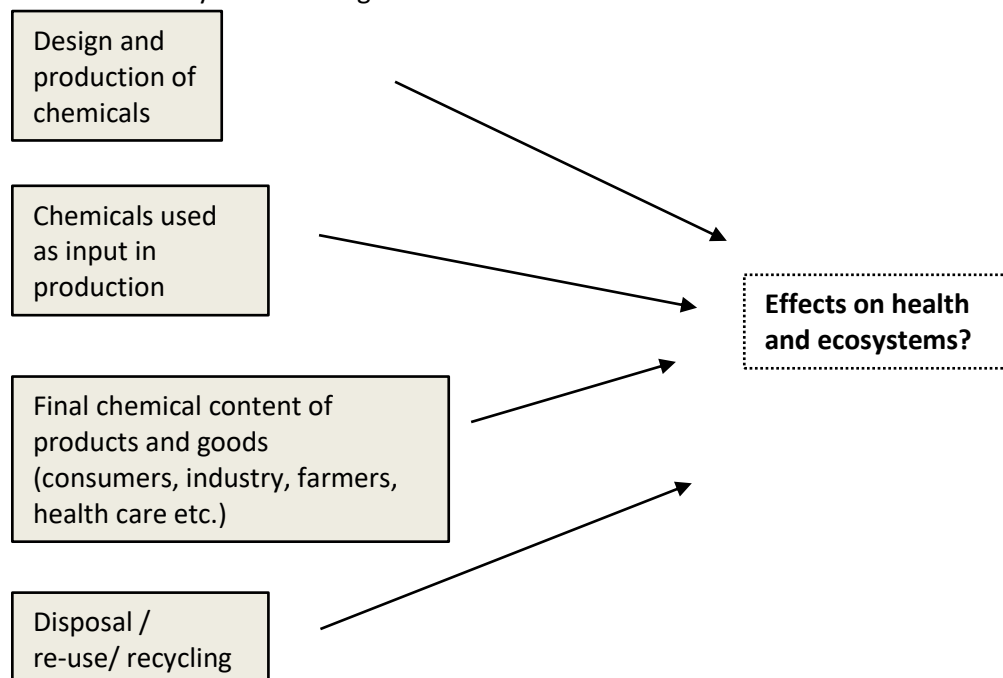 Design and
production of
chemicals
Chemicals used
as input in
production
Effects on health
and ecosystems?
Final chemical content of
products and goods
(consumers, industry, farmers,
health care etc.)
Disposal /
re-use/ recycling